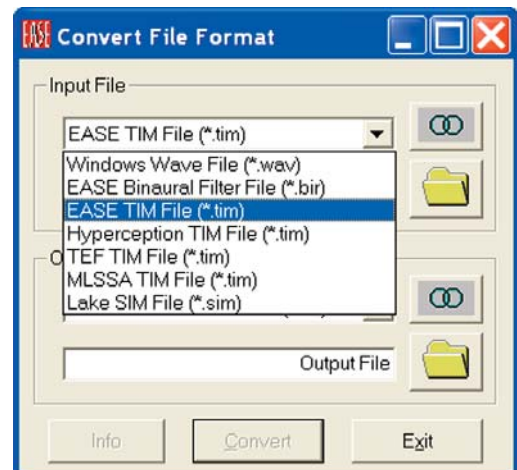 EASE Convert File Format
Input File
EASE TIM File (*.tim)
Windows Wave File (*.wav)
EASE Binaural Filter File (*.bir)
EASE TIM File (*.tim)
Hyperception TIM File (*.tim)
TEF TIM File (*.tim)
MLSSA TIM File (*.tim)
Lake SIM File (*.sim)
O
Output File
Info Convert Exit